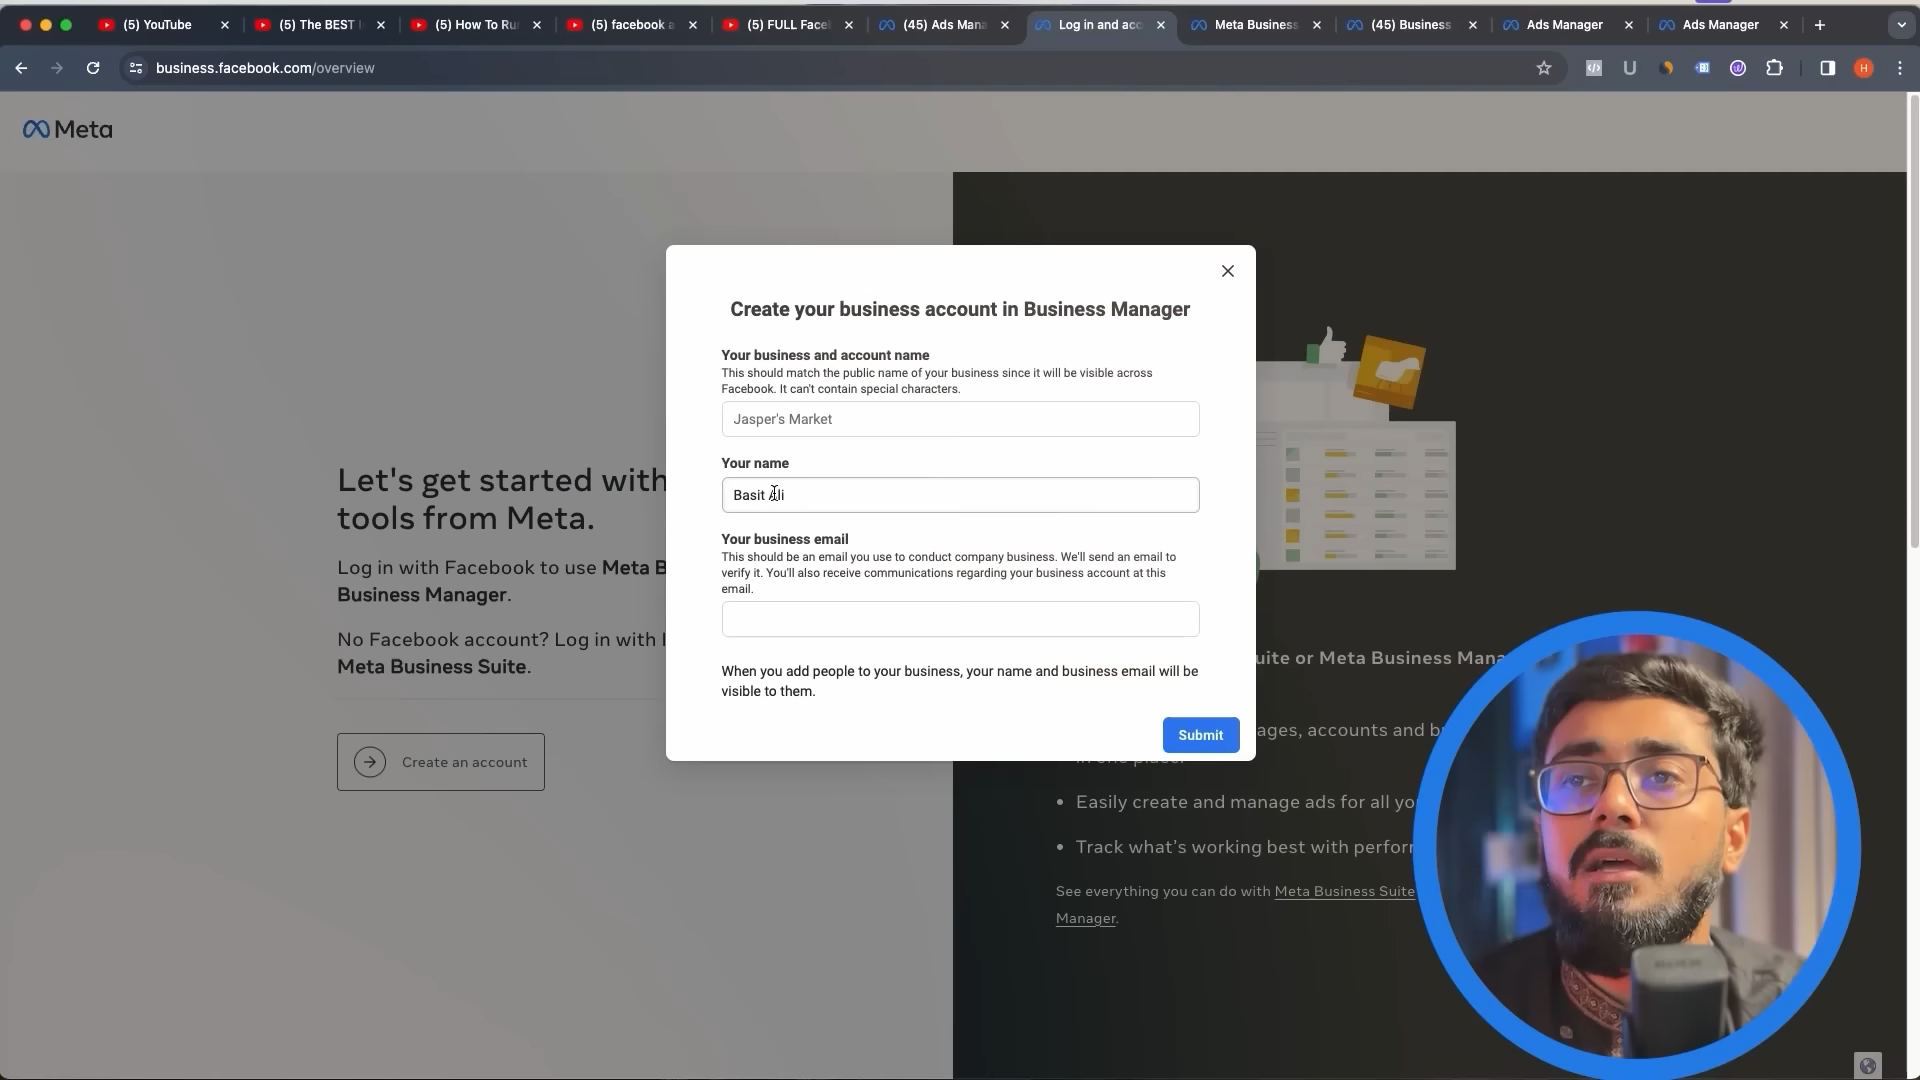 (5) YouTube
(5) The BEST
(5) How To Ru
(5) facebook a
(5) FULL Face
(45) Ads Mana
Log in and acc
Meta Business
(45) Business
Ads Manager
Ads Manager
business.facebook.com/overview
H
Meta
Create your business account in Business Manager
Your business and account name
This should match the public name of your business since it will be visible across
Facebook. It can't contain special characters.
Jasper's Market
Your name
Basit Ali
Your business email
This should be an email you use to conduct company business. We'll send an email to
verify it. You'll also receive communications regarding your business account at this
email.
When you add people to your business, your name and business email will be
visible to them.
Submit
Let's get started with
tools from Meta.
Log in with Facebook to use Meta B
Business Manager.
No Facebook account? Log in with I
Meta Business Suite.
Create an account
uite or Meta Business Mana
ages, accounts and b
in one place.
Easily create and manage ads for all yo
Track what's working best with perforr
See everything you can do with Meta Business Suite
Manager.